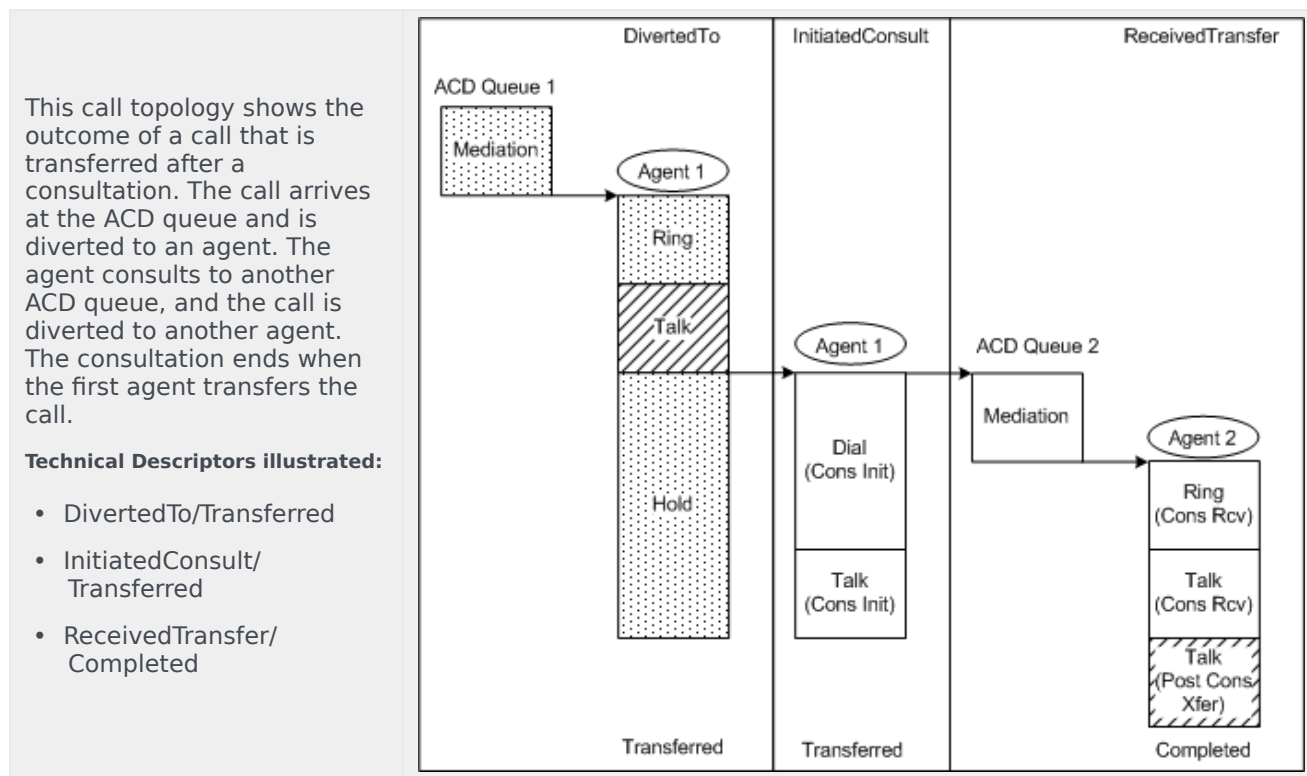 This call topology shows the
outcome of a call that is
transferred after a
consultation. The call arrives
at the ACD queue and is
diverted to an agent. The
agent consults to another
ACD queue, and the call is
diverted to another agent.
The consultation ends when
the first agent transfers the
call.
Technical Descriptors illustrated:
• DivertedTo/Transferred
• InitiatedConsult/
Transferred
• ReceivedTransfer/
Completed
DivertedTo
InitiatedConsult
ReceivedTransfer
ACD Queue 1
Mediation
Agent 1
Ring
Talk
Hold
Agent 1
Dial
(Cons Init)
Talk
(Cons Init)
ACD Queue 2
Mediation
Agent 2
Ring
(Cons Rcv)
Talk
(Cons Rcv)
Talk
(Post Cons
Xfer)
Transferred
Transferred
Completed